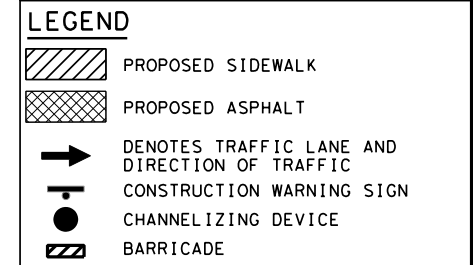 LEGEND
PROPOSED SIDEWALK
PROPOSED ASPHALT
DENOTES TRAFFIC LANE AND
DIRECTION OF TRAFFIC
CONSTRUCTION WARNING SIGN
CHANNELIZING DEVICE
BARRICADE